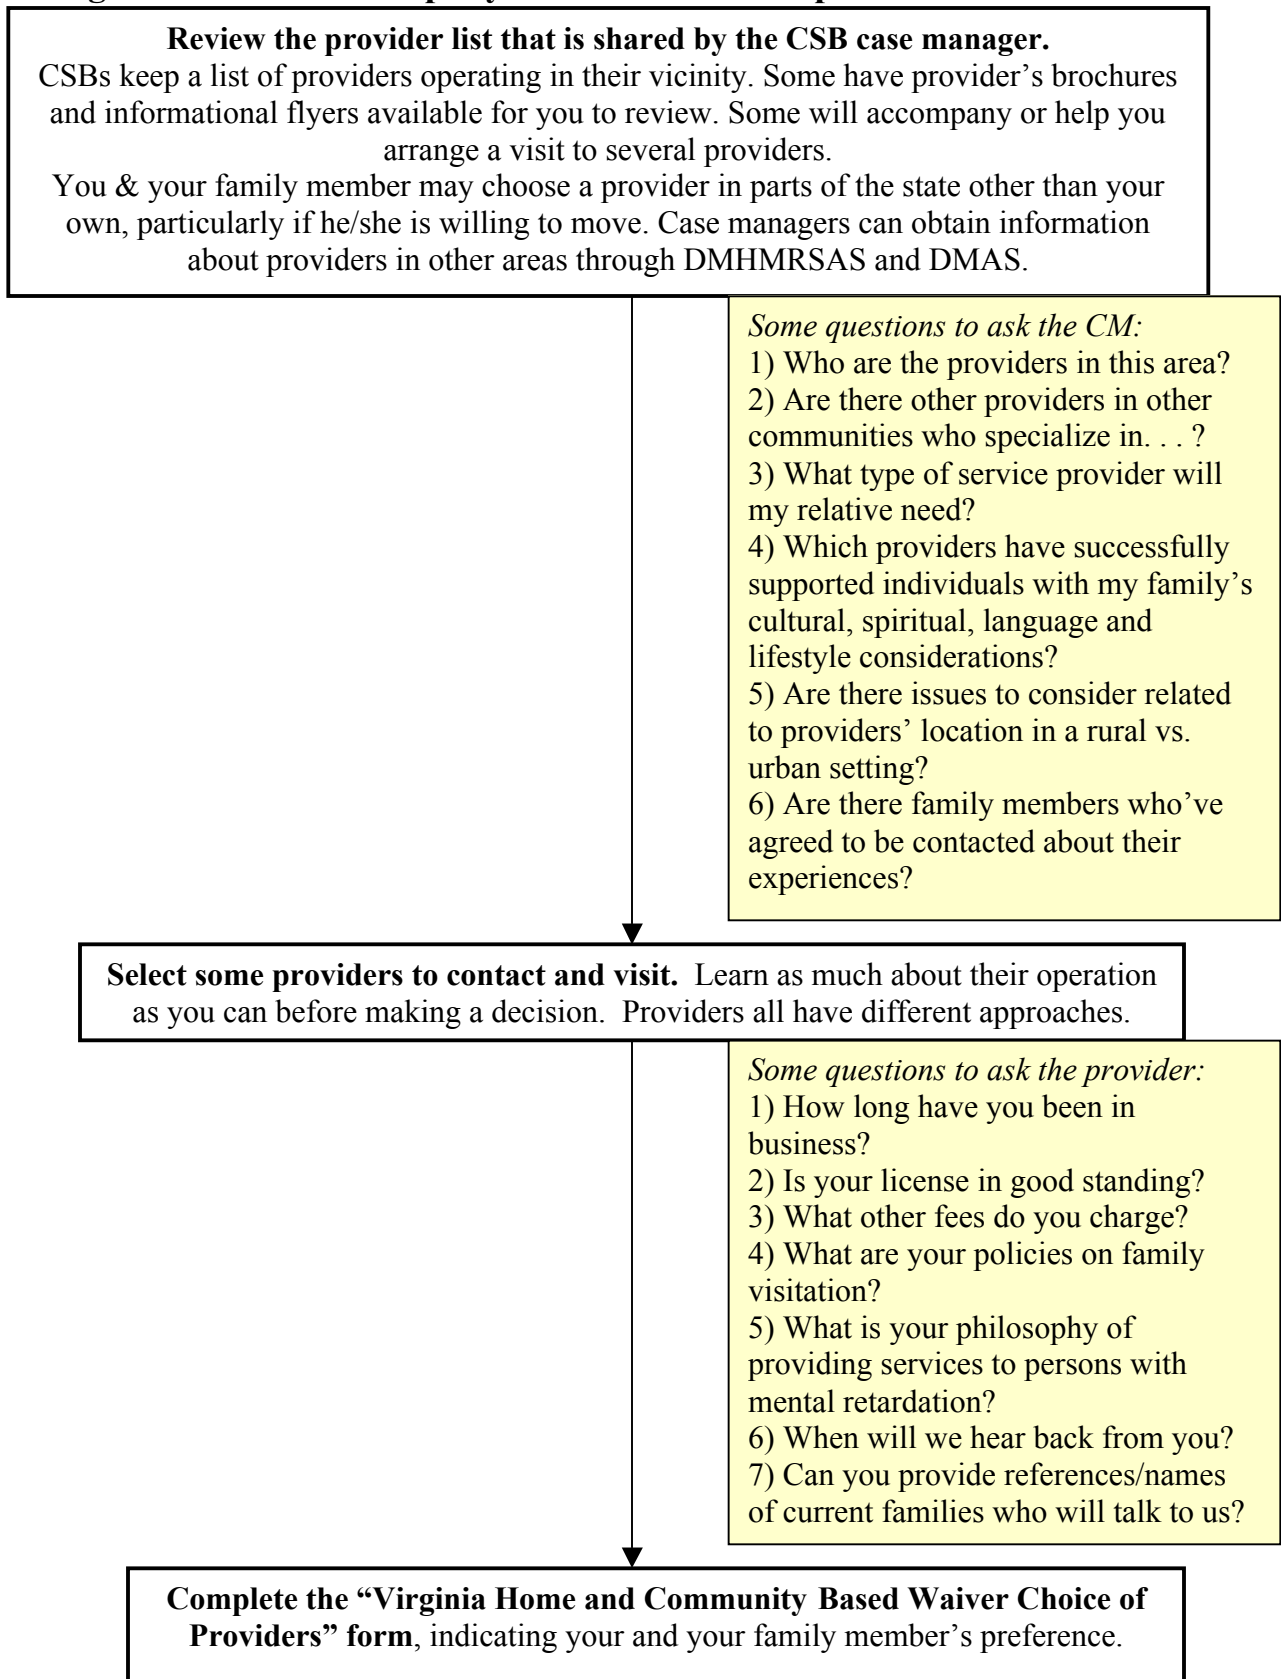 Review the provider list that is shared by the CSB case manager.
CSBs keep a list of providers operating in their vicinity. Some have provider’s brochures
and informational flyers available for you to review. Some will accompany or help you
arrange a visit to several providers.
You & your family member may choose a provider in parts of the state other than your
own, particularly if he/she is willing to move. Case managers can obtain information
about providers in other areas through DMHMRSAS and DMAS.
Some questions to ask the CM:
1) Who are the providers in this area?
2) Are there other providers in other
communities who specialize in. . . ?
3) What type of service provider will
my relative need?
4) Which providers have successfully
supported individuals with my family’s
cultural, spiritual, language and
lifestyle considerations?
5) Are there issues to consider related
to providers’ location in a rural vs.
urban setting?
6) Are there family members who’ve
agreed to be contacted about their
experiences?
Select some providers to contact and visit. Learn as much about their operation
as you can before making a decision. Providers all have different approaches.
Some questions to ask the provider:
1) How long have you been in
business?
2) Is your license in good standing?
3) What other fees do you charge?
4) What are your policies on family
visitation?
5) What is your philosophy of
providing services to persons with
mental retardation?
6) When will we hear back from you?
7) Can you provide references/names
of current families who will talk to us?
Complete the “Virginia Home and Community Based Waiver Choice of
Providers” form, indicating your and your family member’s preference.